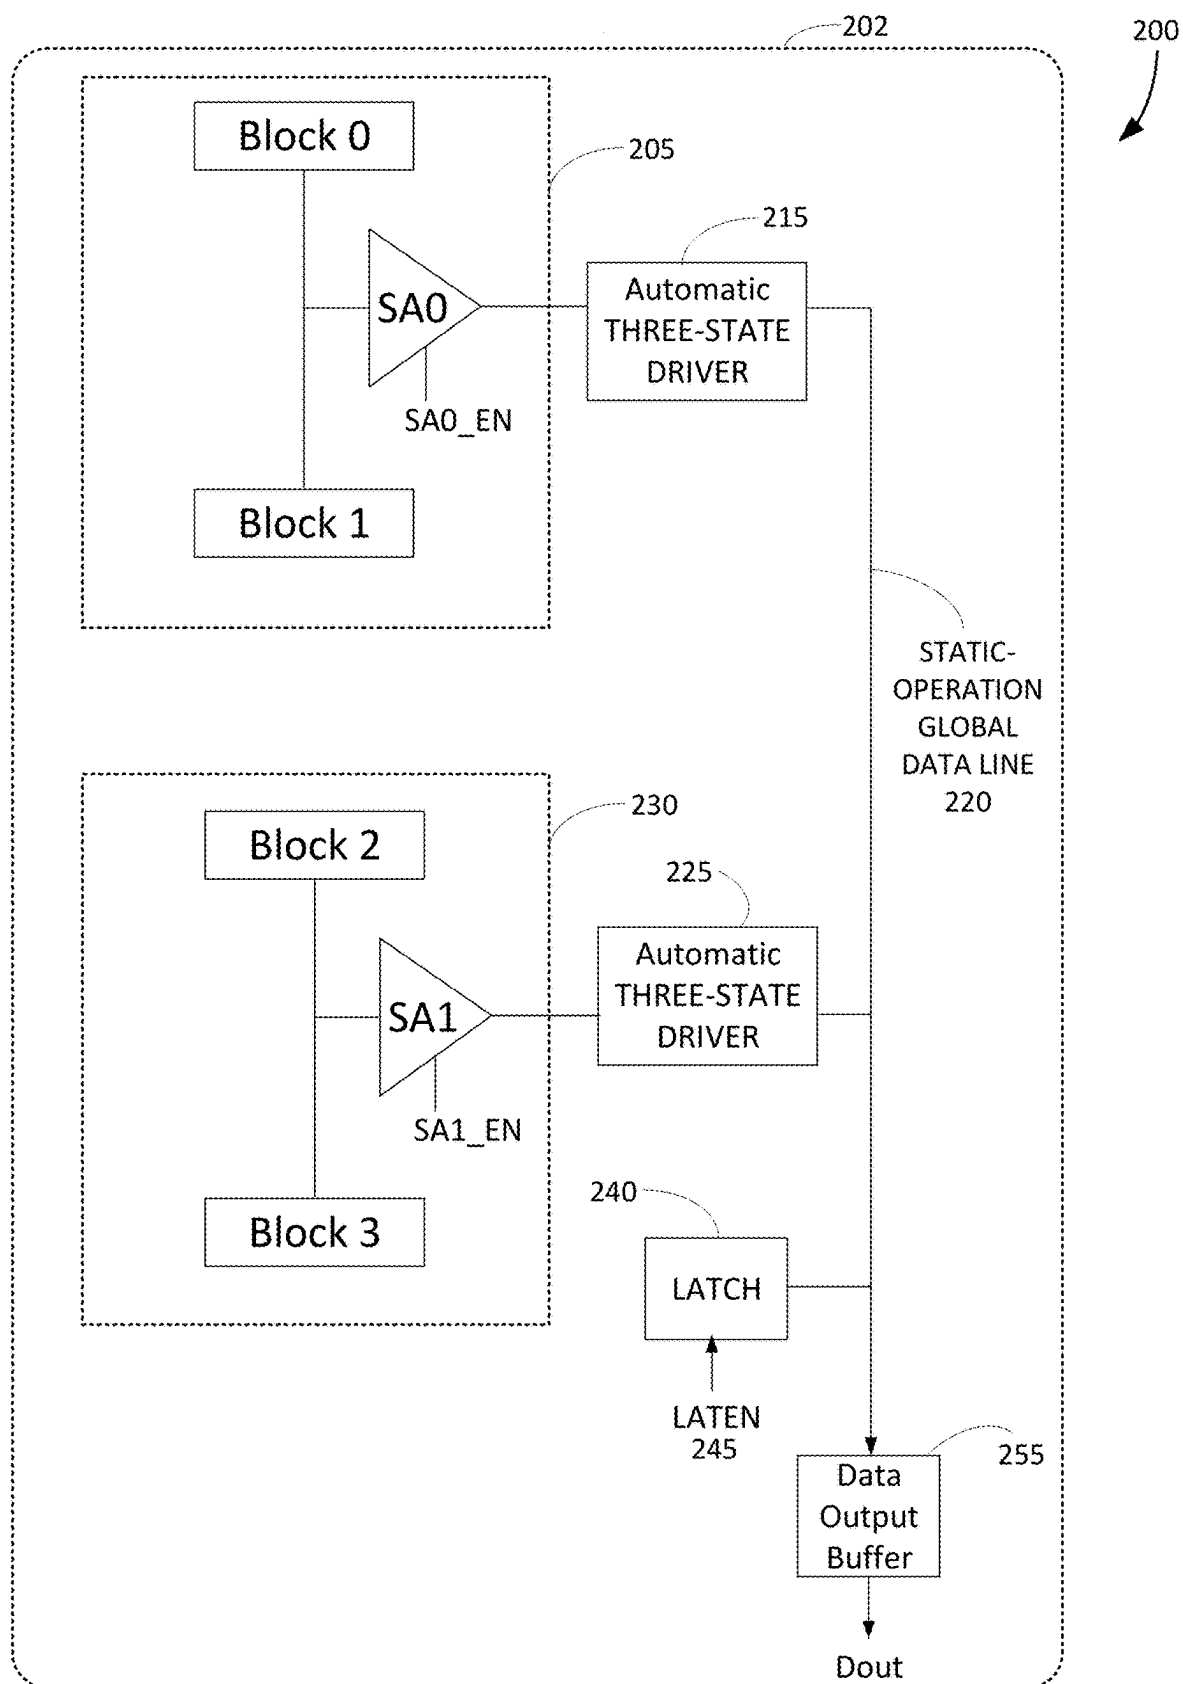 202
200
Block 0
205
215
Automatic
THREE-STATE
DRIVER
SA0
SA0_EN
Block 1
STATIC-
OPERATION
GLOBAL
DATA LINE
220
230
Block 2
225
Automatic
THREE-STATE
DRIVER
SA1
SA1_EN
240
Block 3
LATCH
LATEN
245
255
Data
Output
Buffer
Dout